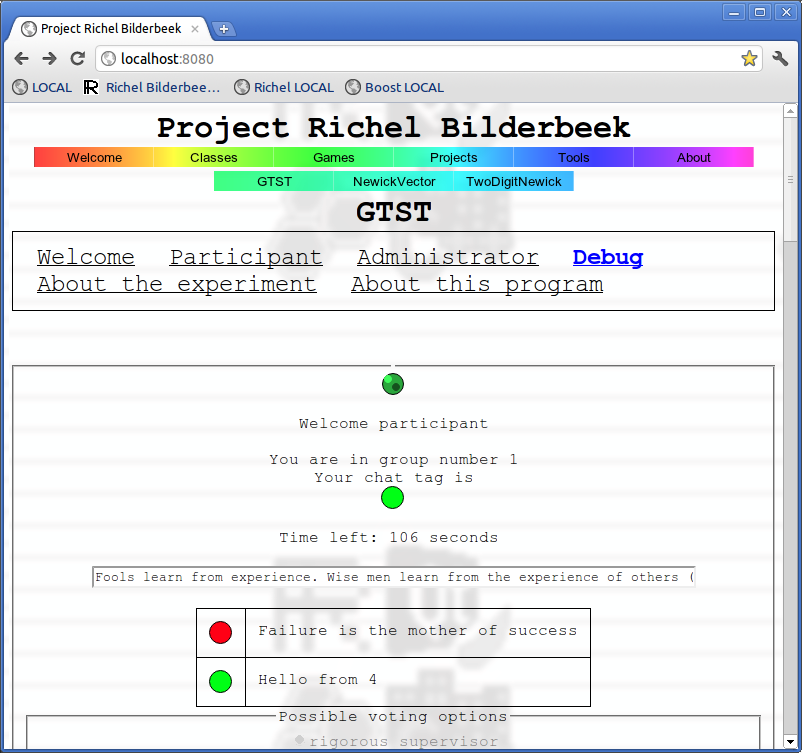 Project Richel Bilderbeek
localhost:8080
LOCAL Richel Bilderbee... Richel LOCAL Boost LOCAL
Project Richel Bilderbeek
Welcome Classes Games Projects Tools About
GTST NewickVector TwoDigitNewick
GTST
Welcome Participant Administrator Debug
About the experiment About this program
Welcome participant
You are in group number 1
Your chat tag is
Time left: 106 seconds
Fools learn from experience. Wise men learn from the experience of others (
Failure is the mother of success
Hello from 4
Possible voting options
rigorous supervisor